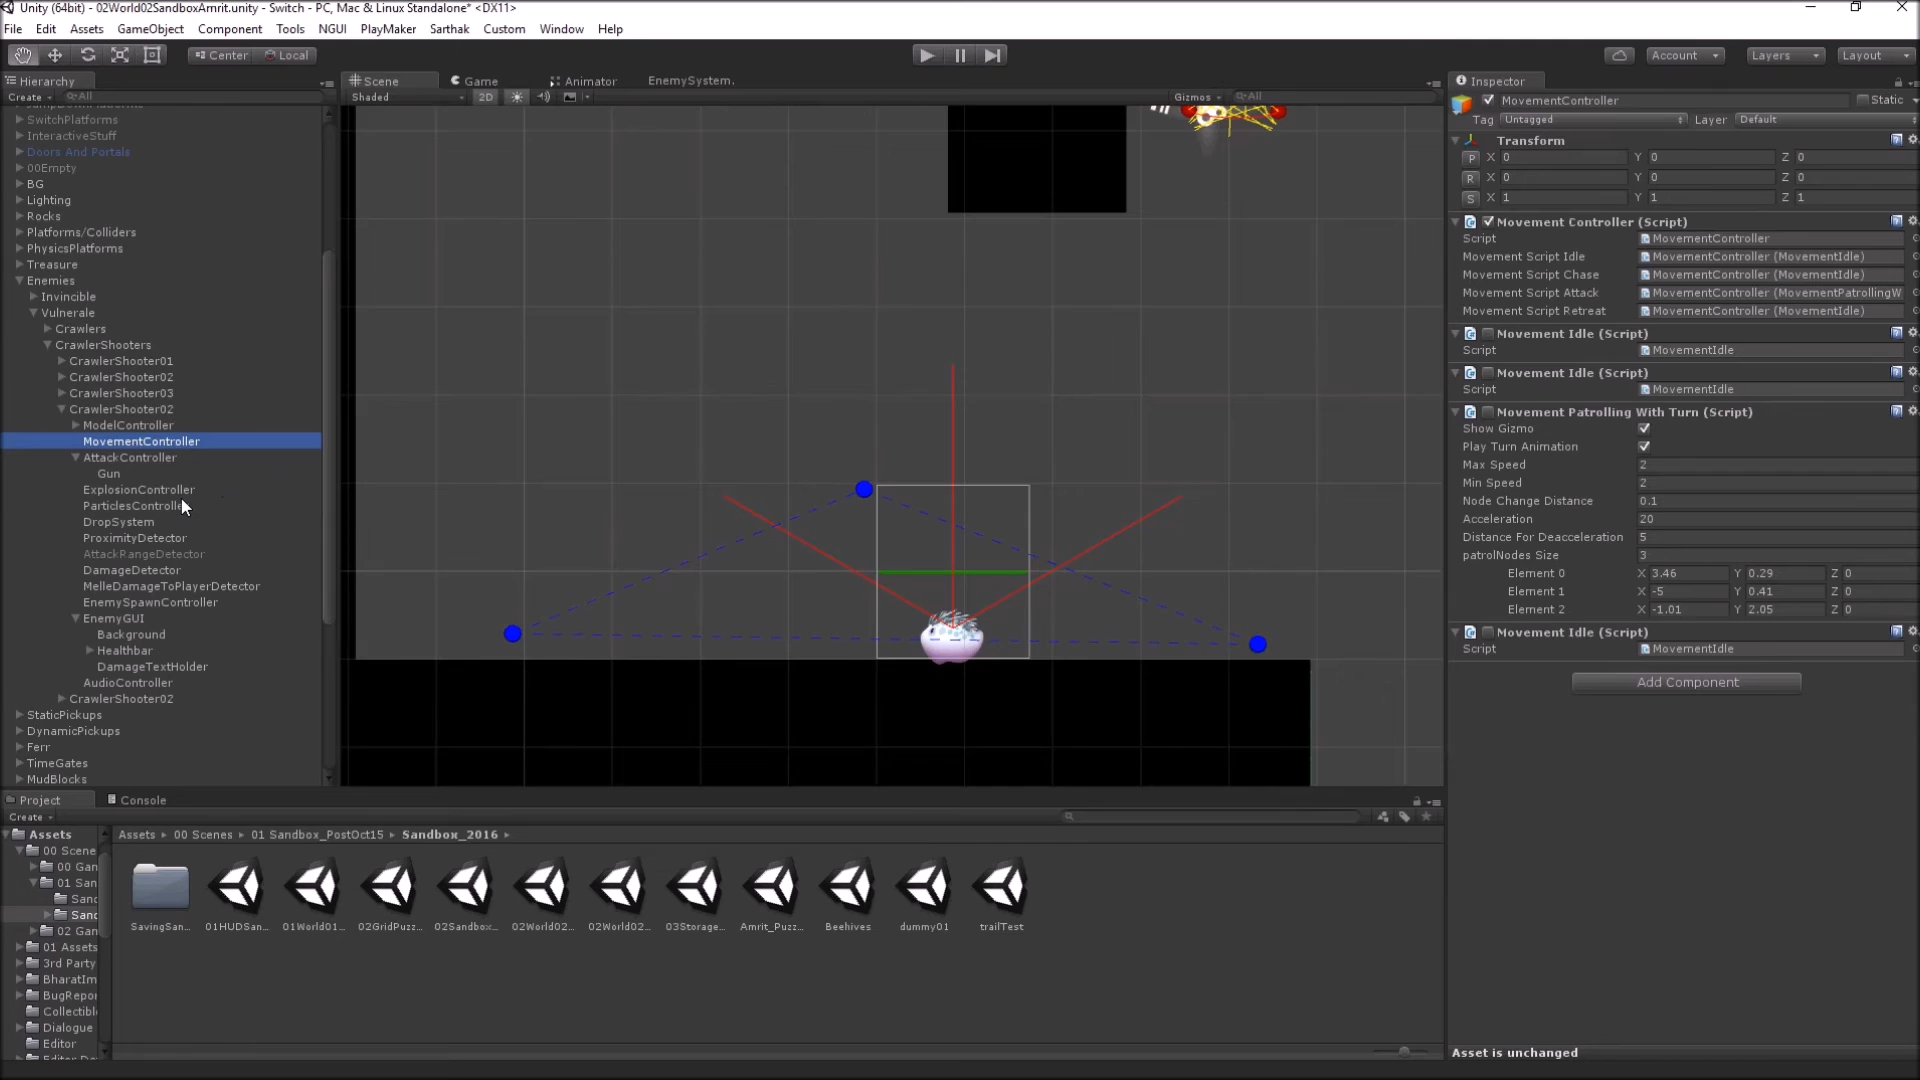 Unity (64bit) - 02World02SandboxAmrit.unity - Switch - PC, Mac & Linux Standalone* <DX11>
File Edit Assets GameObject Component Tools NGUI PlayMaker Sarthak Custom Window Help
Center Local Account Layers Layout
Hierarchy
Create All
SwitchPlatforms
InteractiveStuff
Doors And Portals
00Empty
BG
Lighting
Rocks
Platforms/Colliders
PhysicsPlatforms
Treasure
Enemies
Invincible
Vulnerale
Crawlers
CrawlerShooters
CrawlerShooter01
CrawlerShooter02
CrawlerShooter03
CrawlerShooter02
ModelController
MovementController
AttackController
Gun
ExplosionController
ParticlesControlle
DropSystem
ProximityDetector
AttackRangeDetector
DamageDetector
MelleDamageToPlayerDetector
EnemySpawnController
EnemyGUI
Background
Healthbar
DamageTextHolder
AudioController
CrawlerShooter02
StaticPickups
DynamicPickups
Ferr
TimeGates
MudBlocks
Scene Game Animator EnemySystem.
Shaded 2D Gizmos All
Inspector
MovementController Static
Tag Untagged Layer Default
Transform
P X 0 Y 0 Z 0
R X 0 Y 0 Z 0
S X 1 Y 1 Z 1
Movement Controller (Script)
Script MovementController
Movement Script Idle MovementController (MovementIdle)
Movement Script Chase MovementController (MovementIdle)
Movement Script Attack MovementController (MovementPatrollingW
Movement Script Retreat MovementController (MovementIdle)
Movement Idle (Script)
Script MovementIdle
Movement Idle (Script)
Script MovementIdle
Movement Patrolling With Turn (Script)
Show Gizmo
Play Turn Animation
Max Speed 2
Min Speed 2
Node Change Distance 0.1
Acceleration 20
Distance For Deacceleration 5
patrolNodes Size 3
Element 0 X 3.46 Y 0.29 Z 0
Element 1 X -5 Y 0.41 Z 0
Element 2 X -1.01 Y 2.05 Z 0
Movement Idle (Script)
Script MovementIdle
Add Component
Asset is unchanged
Project Console
Create
Assets
00 Scene
00 Gan
01 San
Sand
Sand
02 Gan
01 Assets
3rd Party
BharatIm
BugRepor
Collectibl
Dialogue
Editor
Assets 00 Scenes 01 Sandbox_PostOct15 Sandbox_2016
SavingSan... 01HUDSan... 01World01... 02GridPuzz... 02Sandbox... 02World02... 02World02... 03Storage... Amrit_Puzz... Beehives dummy01 trailTest